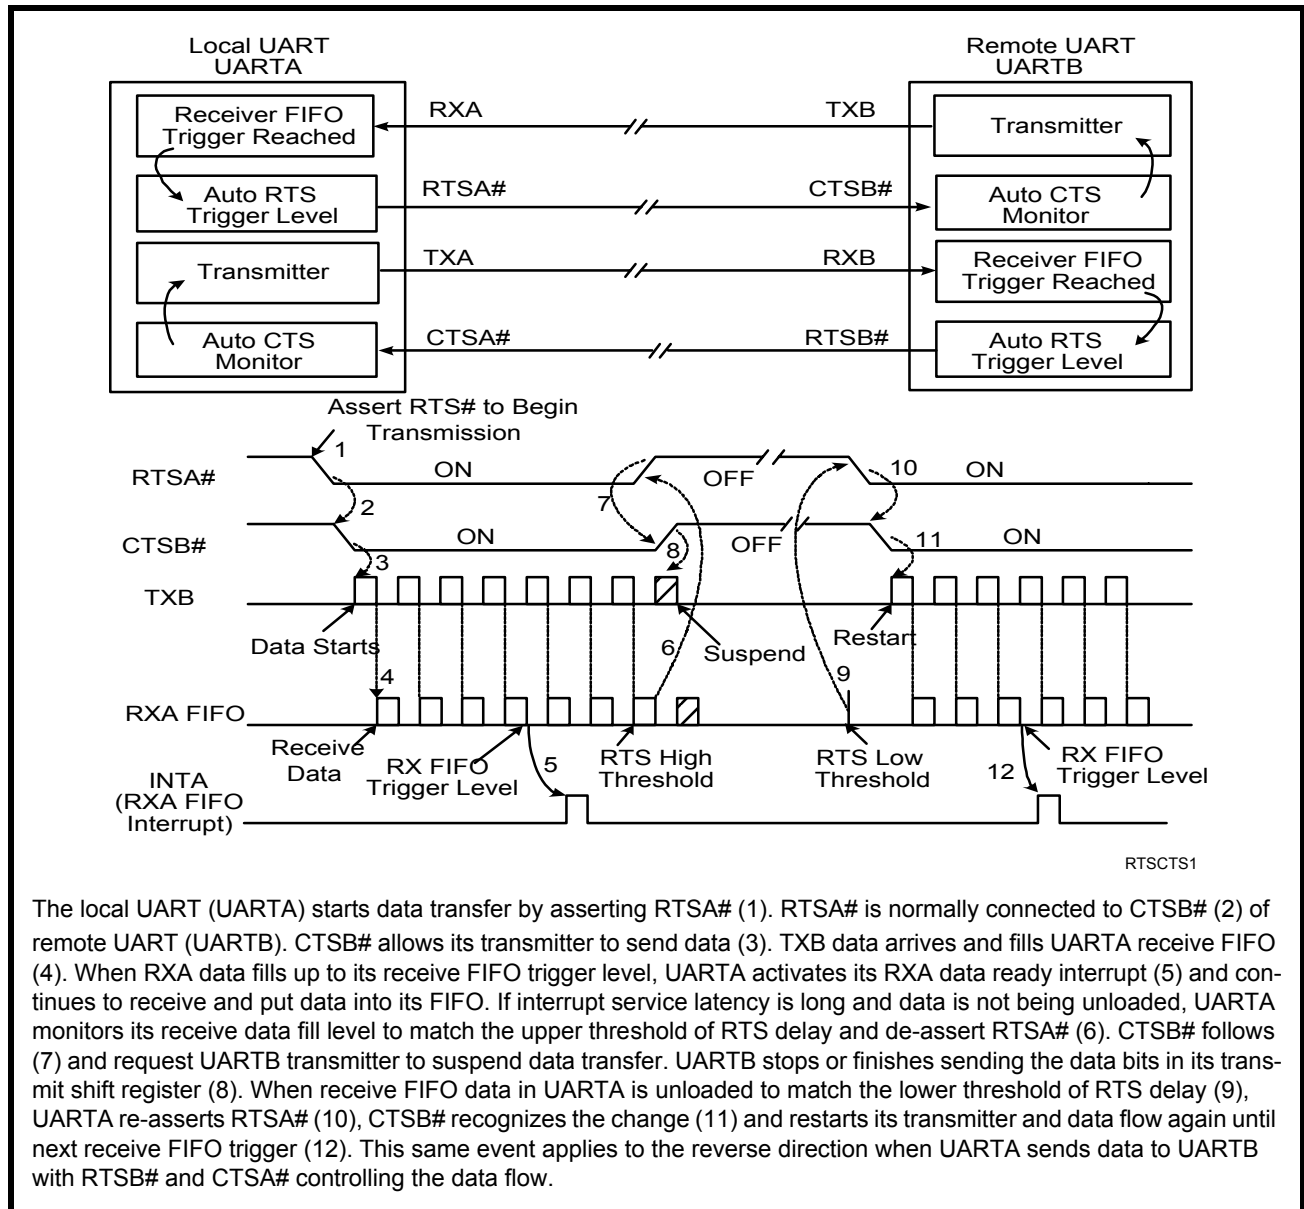 Local UART
UARTA
Remote UART
UARTB
Receiver FIFO
Trigger Reached
RXA
TXB
Transmitter
Auto RTS
Trigger Level
RTSA#
CTSB#
Auto CTS
Monitor
Transmitter
TXA
RXB
Receiver FIFO
Trigger Reached
Auto CTS
Monitor
CTSA#
RTSB#
Auto RTS
Trigger Level
Assert RTS# to Begin
Transmission
1
RTSA#
ON
OFF
10
ON
2
7
CTSB#
ON
8
OFF
11
ON
3
TXB
Data Starts
6
Suspend
Restart
4
9
RXA FIFO
Receive
Data
RX FIFO
Trigger Level
5
RTS High
Threshold
RTS Low
Threshold
12
RX FIFO
Trigger Level
INTA
(RXA FIFO
Interrupt)
RTSCTS1
The local UART (UARTA) starts data transfer by asserting RTSA# (1). RTSA# is normally connected to CTSB# (2) of
remote UART (UARTB). CTSB# allows its transmitter to send data (3). TXB data arrives and fills UARTA receive FIFO
(4). When RXA data fills up to its receive FIFO trigger level, UARTA activates its RXA data ready interrupt (5) and con-
tinues to receive and put data into its FIFO. If interrupt service latency is long and data is not being unloaded, UARTA
monitors its receive data fill level to match the upper threshold of RTS delay and de-assert RTSA# (6). CTSB# follows
(7) and request UARTB transmitter to suspend data transfer. UARTB stops or finishes sending the data bits in its trans-
mit shift register (8). When receive FIFO data in UARTA is unloaded to match the lower threshold of RTS delay (9),
UARTA re-asserts RTSA# (10), CTSB# recognizes the change (11) and restarts its transmitter and data flow again until
next receive FIFO trigger (12). This same event applies to the reverse direction when UARTA sends data to UARTB
with RTSB# and CTSA# controlling the data flow.